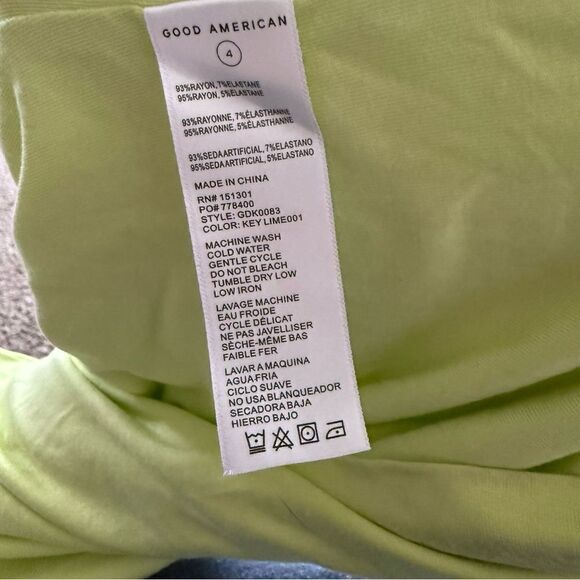 GOOD AMERICAN
4
93%RAYON,7%ELASTANE
95%RAYON,5%ELASTANE
93%RAYONNE,7%ÉLASTHANNE
95%RAYONNE,5%ÉLASTHANNE
93%SEDAARTIFICIAL,7%ELASTANO
95%SEDAARTIFICIAL,5%ELASTANO
MADE IN CHINA
RN# 151301
PO# 778400
STYLE: GDK0083
COLOR: KEY LIME001
MACHINE WASH
COLD WATER
GENTLE CYCLE
DO NOT BLEACH
TUMBLE DRY LOW
LOW IRON
LAVAGE MACHINE
EAU FROIDE
CYCLE DÉLICAT
NE PAS JAVELLISER
SÈCHE-MÊME BAS
FAIBLE FER
LAVAR A MAQUINA
AGUA FRIA
CICLO SUAVE
NO USA BLANQUEADOR
SECADORA BAJA
HIERRO BAJO